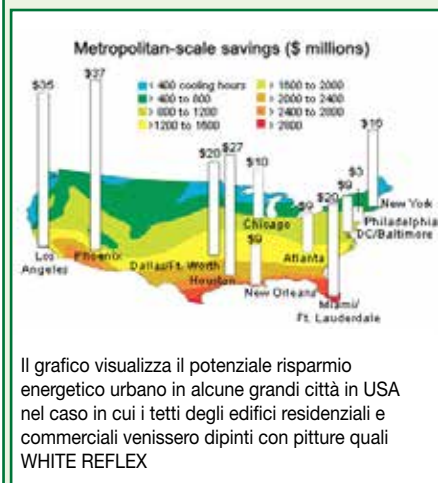 Metropolitan-scale savings ($ millions)
$35
$37
< 400 cooling hours
> 400 to 800
> 800 to 1200
>1200 to 1600
> 1600 to 2000
> 2000 to 2400
> 2400 to 2800
> 2800
$20
$27
$10
$9
$9
$20
$9
$3
$16
Los
Angeles
Phoenix
Dallas/Ft. Worth
Houston
New Orleans
Chicago
Atlanta
Miami/
Ft. Lauderdale
DC/Baltimore
Philadelphia
New York
Il grafico visualizza il potenziale risparmio
energetico urbano in alcune grandi città in USA
nel caso in cui i tetti degli edifici residenziali e
commerciali venissero dipinti con pitture quali
WHITE REFLEX